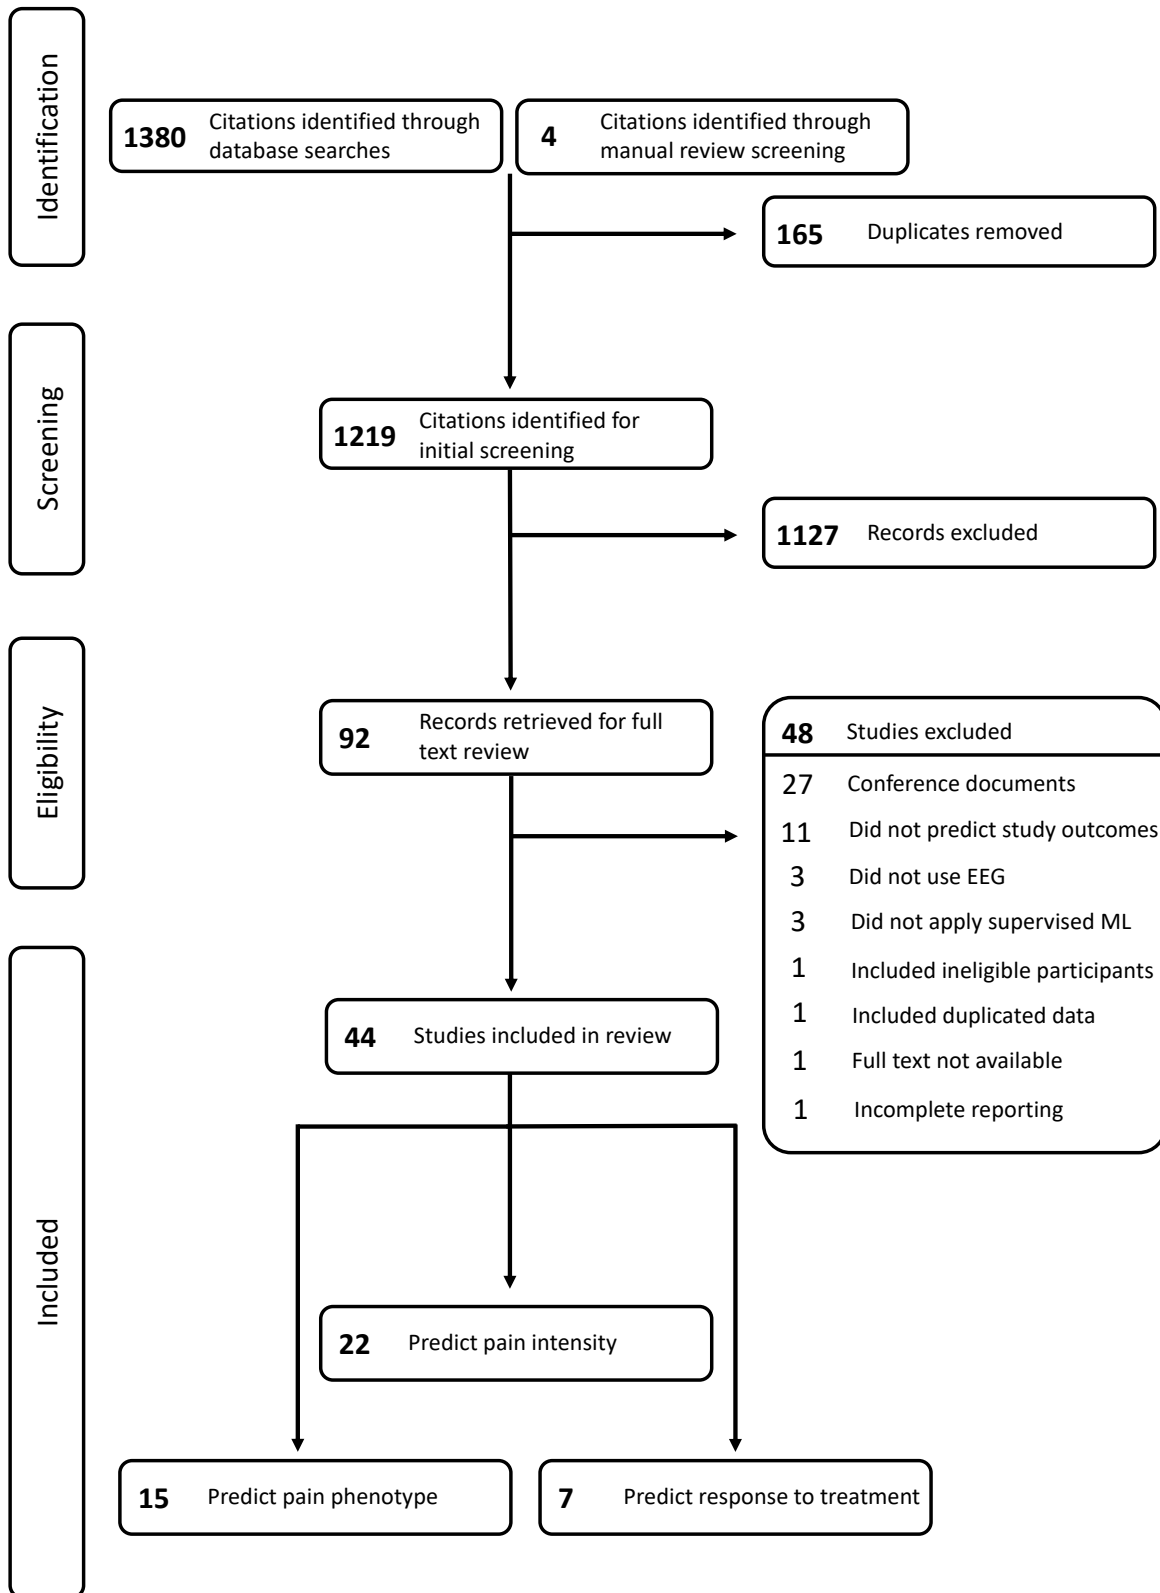 Identification
1380 Citations identified through
database searches
4 Citations identified through
manual review screening
165 Duplicates removed
Screening
1219 Citations identified for
initial screening
1127 Records excluded
Eligibility
92 Records retrieved for full
text review
48 Studies excluded
27 Conference documents
11 Did not predict study outcomes
3 Did not use EEG
3 Did not apply supervised ML
1 Included ineligible participants
1 Included duplicated data
1 Full text not available
1 Incomplete reporting
Included
44 Studies included in review
22 Predict pain intensity
15 Predict pain phenotype
7 Predict response to treatment